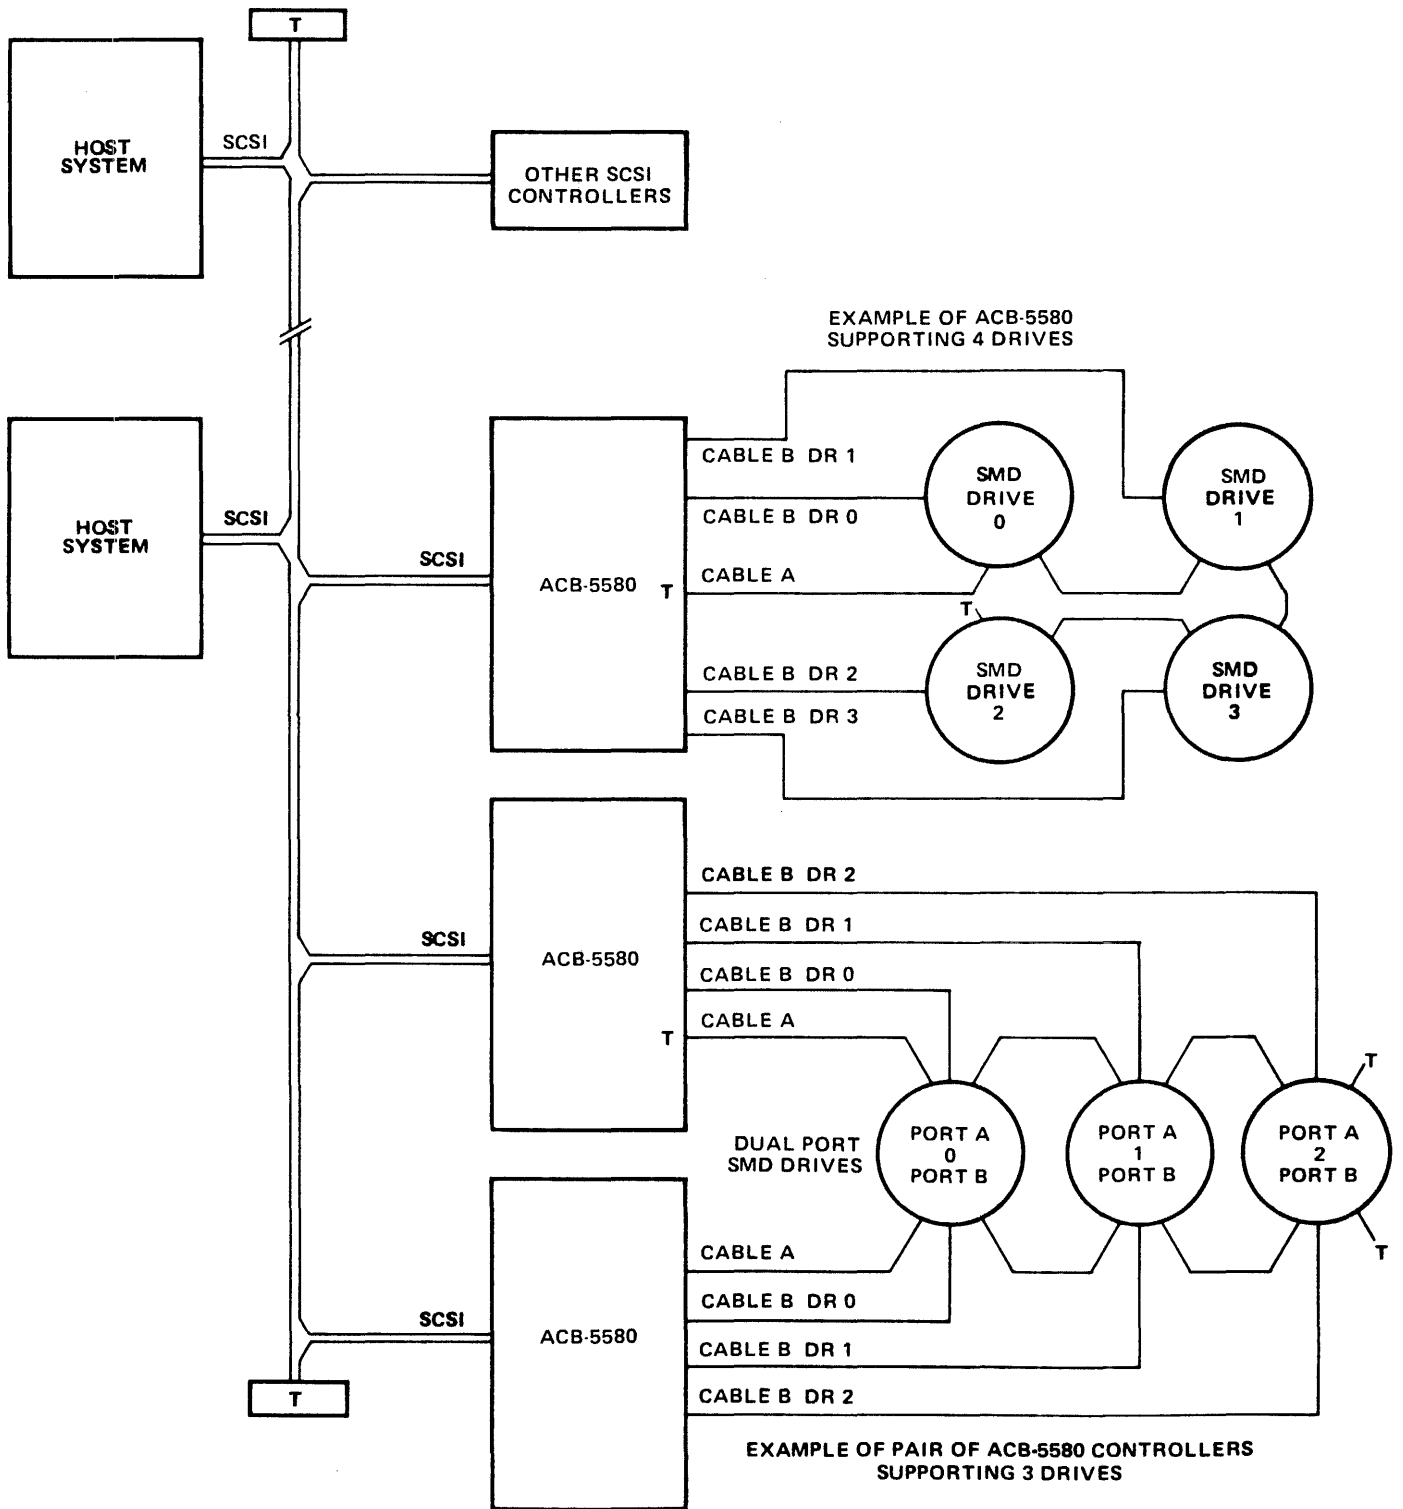 T
HOST
SYSTEM
SCSI
OTHER SCSI
CONTROLLERS
EXAMPLE OF ACB-5580
SUPPORTING 4 DRIVES
HOST
SYSTEM
SCSI
SCSI
ACB-5580
T
CABLE B DR 1
CABLE B DR 0
CABLE A
CABLE B DR 2
CABLE B DR 3
SMD
DRIVE
0
SMD
DRIVE
1
T
SMD
DRIVE
2
SMD
DRIVE
3
SCSI
ACB-5580
T
CABLE B DR 2
CABLE B DR 1
CABLE B DR 0
CABLE A
DUAL PORT
SMD DRIVES
PORT A
0
PORT B
PORT A
1
PORT B
PORT A
2
PORT B
T
T
SCSI
ACB-5580
CABLE A
CABLE B DR 0
CABLE B DR 1
CABLE B DR 2
T
EXAMPLE OF PAIR OF ACB-5580 CONTROLLERS
SUPPORTING 3 DRIVES